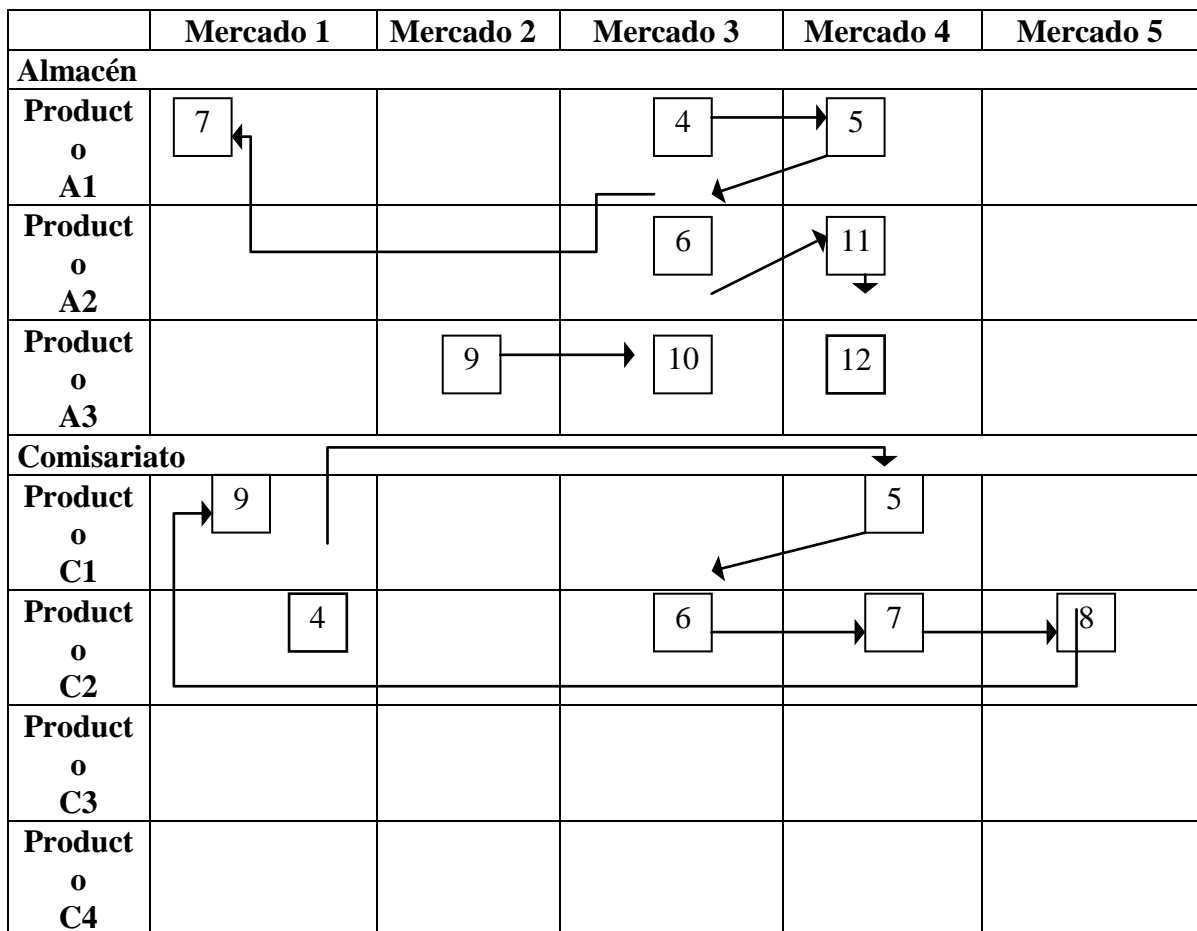 Mercado 1 Mercado 2 Mercado 3 Mercado 4 Mercado 5
Almacén
Product
o
A1
7 4 5
Product
o
A2
6 11
Product
o
A3
9 10 12
Comisariato
Product
o
C1
9 5
Product
o
C2
4 6 7 8
Product
o
C3
Product
o
C4